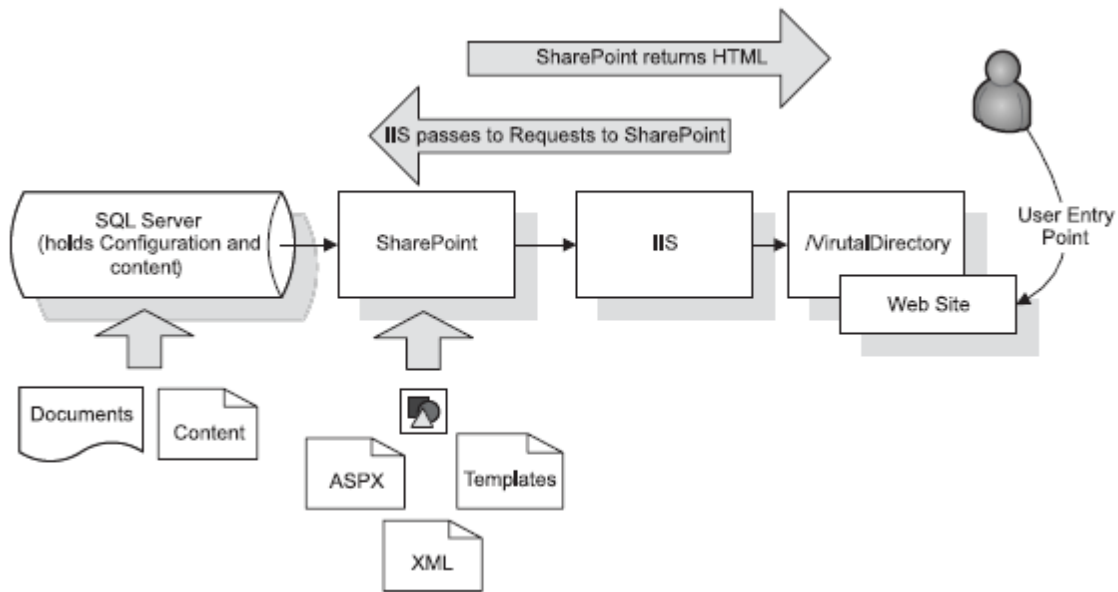 SharePoint returns HTML
IIS passes to Requests to SharePoint
SQL Server
(holds Configuration and
content)
SharePoint
IIS
/VirutalDirectory
Web Site
User Entry
Point
Documents
Content
ASPX
Templates
XML